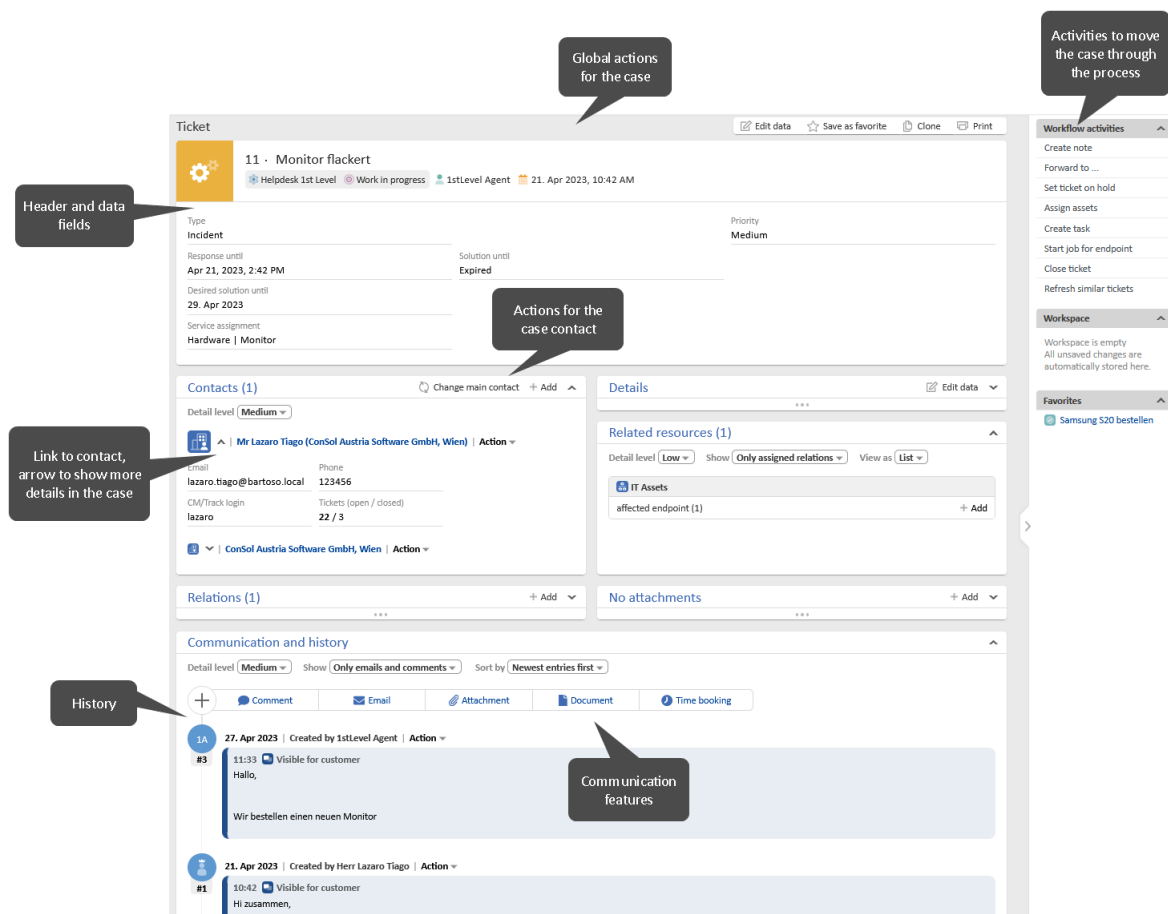 Activities to move
the case through
the process
Global actions
for the case
Ticket
Edit data Save as favorite Clone Print
11 · Monitor flackert
Helpdesk 1st Level Work in progress 1stLevel Agent 21. Apr 2023, 10:42 AM
Header and data
fields
Type
Incident
Priority
Medium
Response until
Apr 21, 2023, 2:42 PM
Solution until
Expired
Desired solution until
29. Apr 2023
Service assignment
Hardware | Monitor
Actions for the
case contact
Workflow activities
Create note
Forward to ...
Set ticket on hold
Assign assets
Create task
Start job for endpoint
Close ticket
Refresh similar tickets
Workspace
Workspace is empty
All unsaved changes are
automatically stored here.
Favorites
Samsung S20 bestellen
Contacts (1) Change main contact + Add
Detail level Medium
Mr Lazaro Tiago (ConSol Austria Software GmbH, Wien) | Action
Link to contact,
arrow to show more
details in the case
Email
lazaro.tiago@bartoso.local
Phone
123456
CM/Track login
lazaro
Tickets (open / closed)
22 / 3
ConSol Austria Software GmbH, Wien | Action
Details Edit data
Related resources (1)
Detail level Low Show Only assigned relations View as List
IT Assets
affected endpoint (1) + Add
Relations (1) + Add
No attachments + Add
Communication and history
Detail level Medium Show Only emails and comments Sort by Newest entries first
History
Comment Email Attachment Document Time booking
Communication
features
1A
27. Apr 2023 | Created by 1stLevel Agent | Action
#3
11:33 Visible for customer
Hallo,
Wir bestellen einen neuen Monitor
21. Apr 2023 | Created by Herr Lazaro Tiago | Action
#1
10:42 Visible for customer
Hi zusammen,